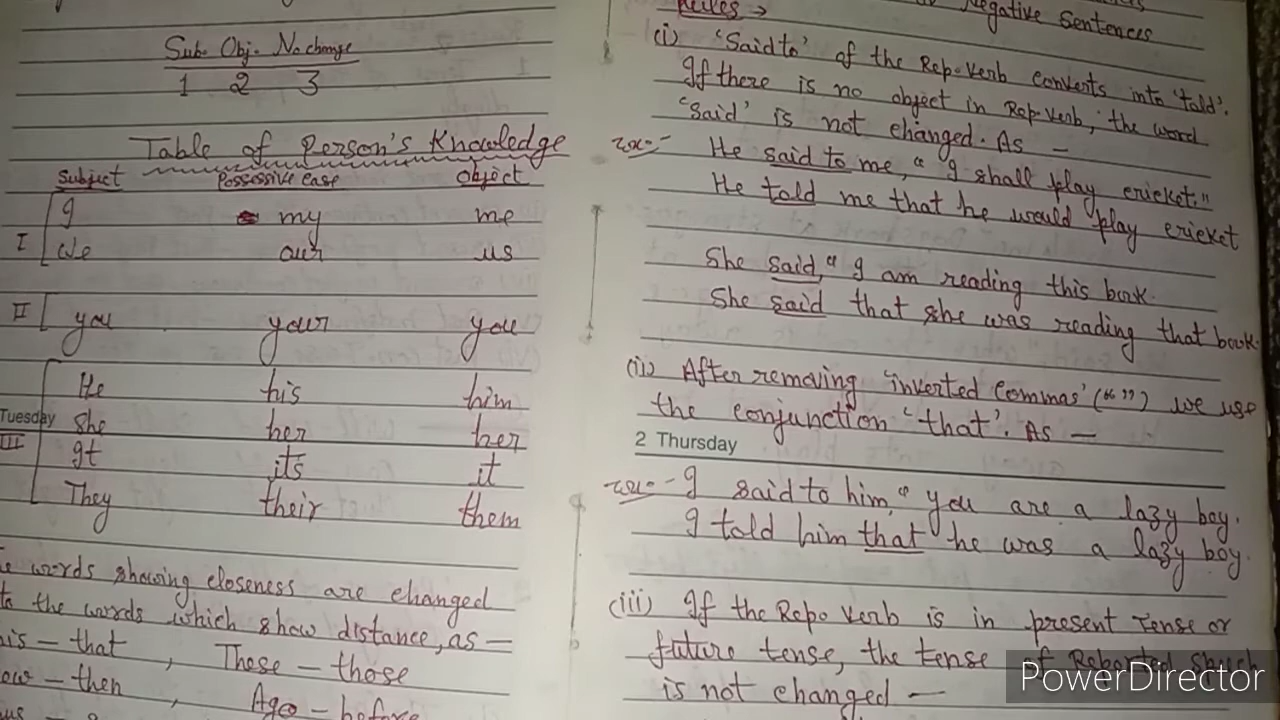 Sub. Obj. No change
1 2 3
Table of Person's Knowledge
Subject Possessive case Object
I my me
I We our us
II you your you
He his him
Tuesday
She her her
III It its it
They their them
words showing closeness are changed
the words which show distance, as —
that , These — those
then , Ago — before
Rules →
Negative Sentences
(i) 'Said to' of the Rep. verb converts into 'told'.
If there is no object in Rep. verb, the word
'said' is not changed. As —
Ex:- He said to me, "I shall play cricket."
He told me that he would play cricket
She said, "I am reading this book.
She said that she was reading that book.
(ii) After removing 'inverted Commas' (“ ”) we use
the conjunction 'that'. As —
2 Thursday
Ex:- I said to him, "you are a lazy boy.
I told him that he was a lazy boy.
(iii) If the Repo verb is in present Tense or
future tense, the tense of Reported Speech
is not changed —
PowerDirector